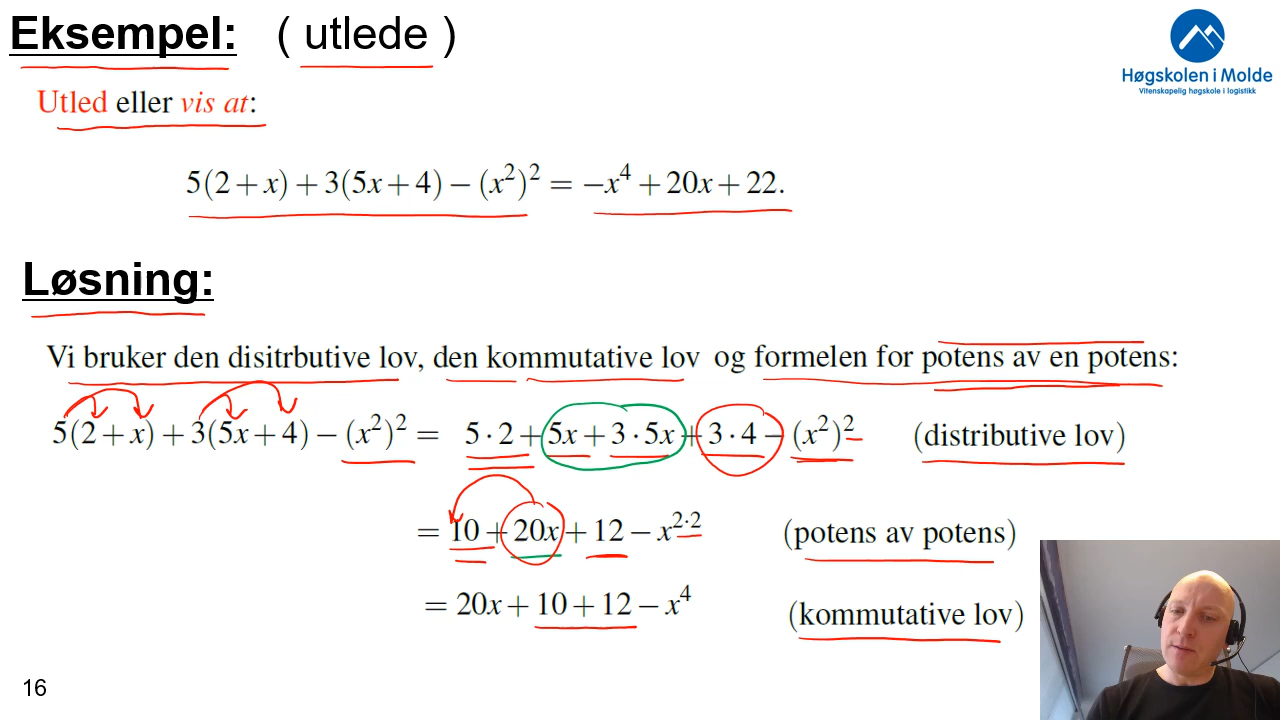 Eksempel: ( utlede )
Høgskolen i Molde
Vitenskapelig høgskole i logistikk
Utled eller vis at:
5(2+x)+3(5x+4)−(x²)² = −x⁴+20x+22.
Løsning:
Vi bruker den disitrbutive lov, den kommutative lov og formelen for potens av en potens:
5(2+x)+3(5x+4)−(x²)² = 5·2+5x+3·5x+3·4−(x²)² (distributive lov)
= 10+20x+12−x²·² (potens av potens)
= 20x+10+12−x⁴ (kommutative lov)
16